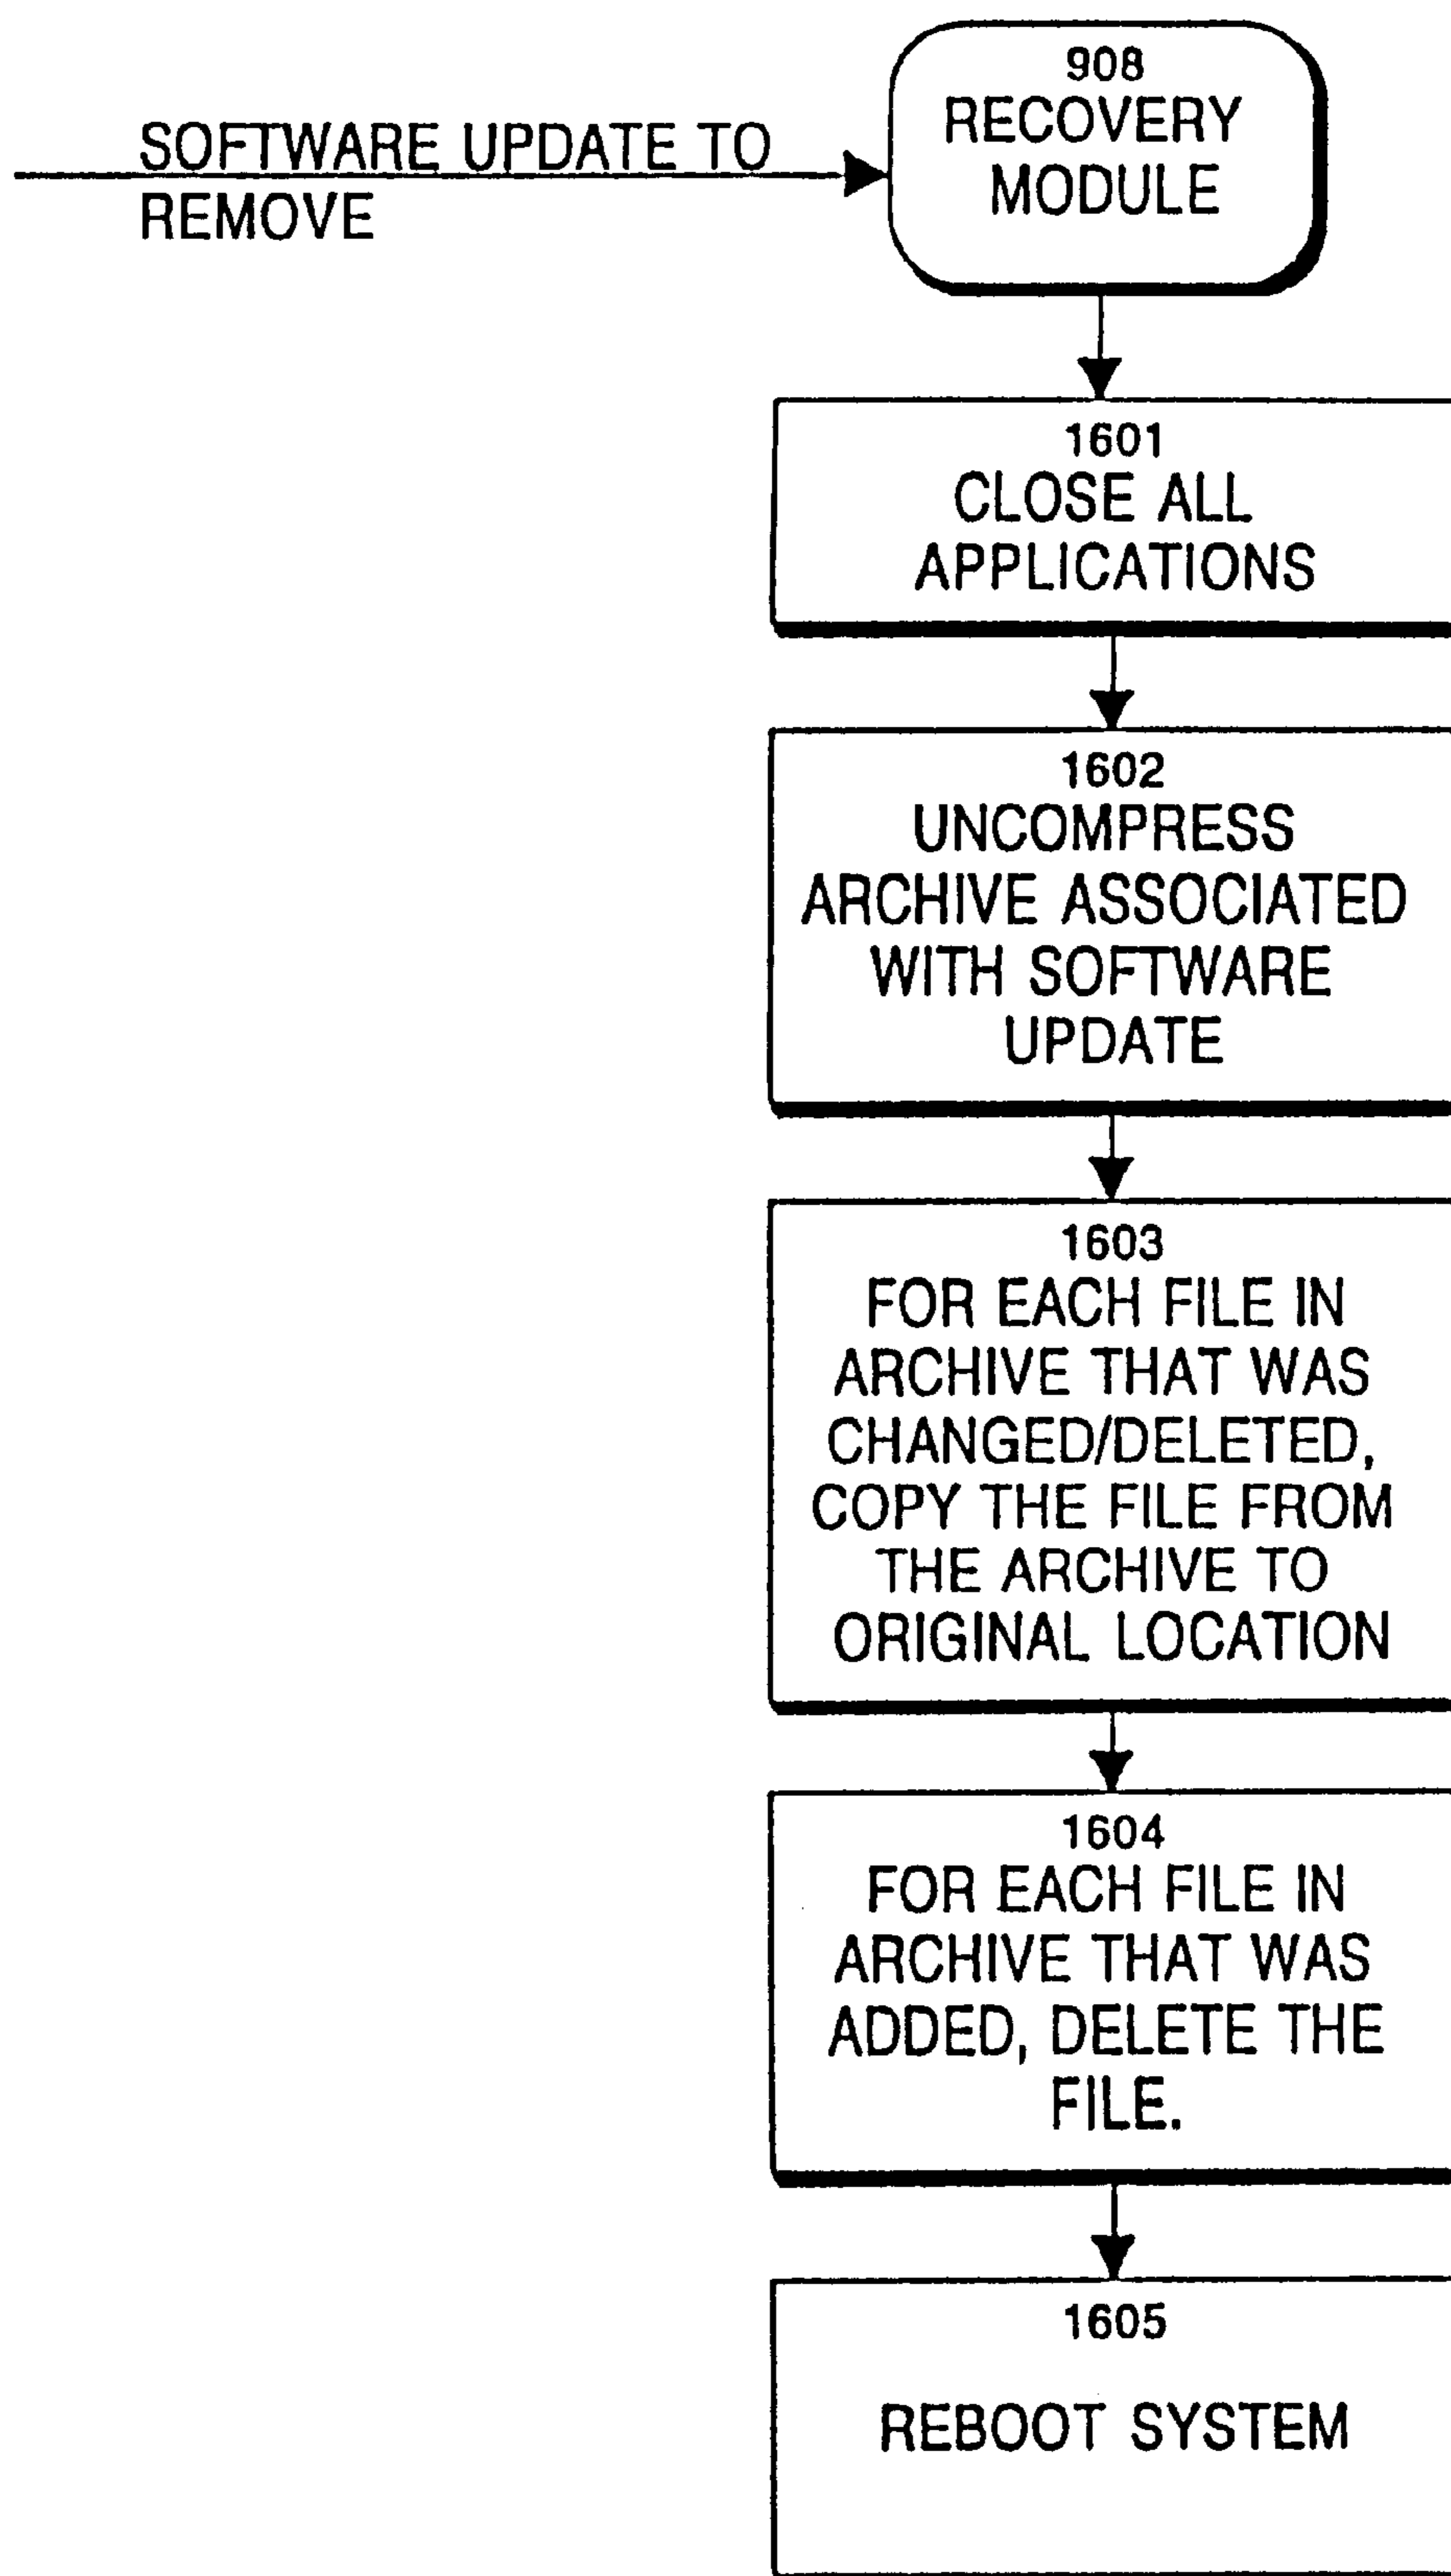 SOFTWARE UPDATE TO
REMOVE
908
RECOVERY
MODULE
1601
CLOSE ALL
APPLICATIONS
1602
UNCOMPRESS
ARCHIVE ASSOCIATED
WITH SOFTWARE
UPDATE
1603
FOR EACH FILE IN
ARCHIVE THAT WAS
CHANGED/DELETED,
COPY THE FILE FROM
THE ARCHIVE TO
ORIGINAL LOCATION
1604
FOR EACH FILE IN
ARCHIVE THAT WAS
ADDED, DELETE THE
FILE.
1605
REBOOT SYSTEM